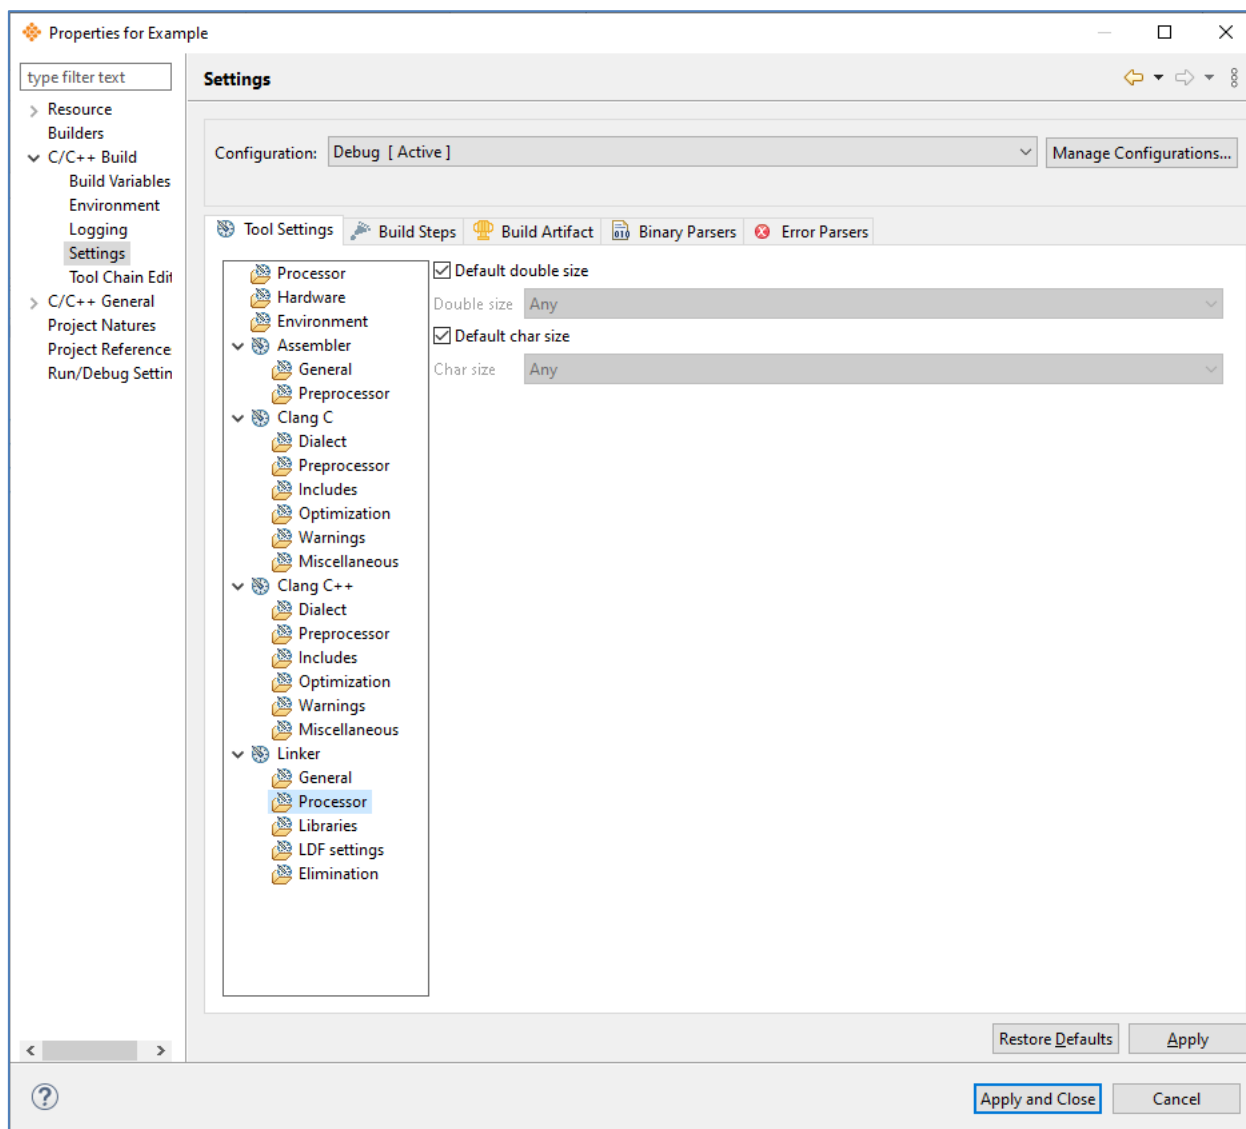 Properties for Example
type filter text
Resource
Builders
C/C++ Build
Build Variables
Environment
Logging
Settings
Tool Chain Edit
C/C++ General
Project Natures
Project Reference
Run/Debug Settin
Settings
Configuration: Debug [ Active ] Manage Configurations...
Tool Settings Build Steps Build Artifact Binary Parsers Error Parsers
Processor
Hardware
Environment
Assembler
General
Preprocessor
Clang C
Dialect
Preprocessor
Includes
Optimization
Warnings
Miscellaneous
Clang C++
Dialect
Preprocessor
Includes
Optimization
Warnings
Miscellaneous
Linker
General
Processor
Libraries
LDF settings
Elimination
Default double size
Double size Any
Default char size
Char size Any
Restore Defaults Apply
Apply and Close Cancel